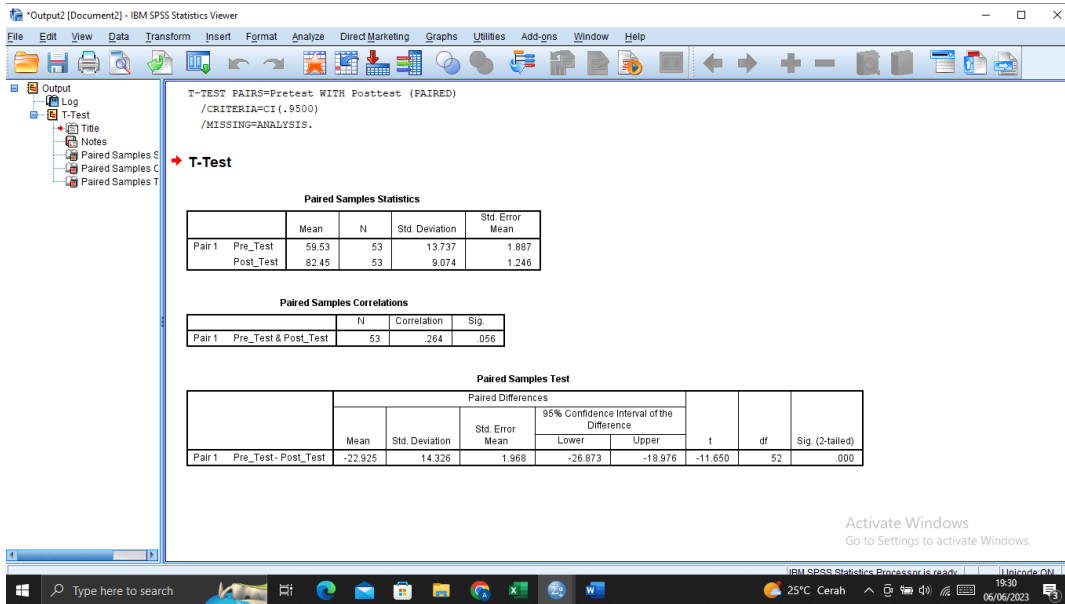 *Output2 [Document2] - IBM SPSS Statistics Viewer
File Edit View Data Transform Insert Format Analyze Direct Marketing Graphs Utilities Add-ons Window Help
Output
Log
T-Test
Title
Notes
Paired Samples S
Paired Samples C
Paired Samples T
T-TEST PAIRS=Pretest WITH Posttest (PAIRED)
/CRITERIA=CI(.9500)
/MISSING=ANALYSIS.
T-Test
Paired Samples Statistics
Mean N Std. Deviation Std. Error Mean
Pair 1 Pre_Test 59.53 53 13.737 1.887
Post_Test 82.45 53 9.074 1.246
Paired Samples Correlations
N Correlation Sig.
Pair 1 Pre_Test & Post_Test 53 .264 .056
Paired Samples Test
Paired Differences
95% Confidence Interval of the Difference
Mean Std. Deviation Std. Error Mean Lower Upper t df Sig. (2-tailed)
Pair 1 Pre_Test - Post_Test -22.925 14.326 1.968 -26.873 -18.976 -11.650 52 .000
Activate Windows
Go to Settings to activate Windows.
IBM SPSS Statistics Processor is ready Unicode:ON
Type here to search 25°C Cerah 19:30
06/06/2023